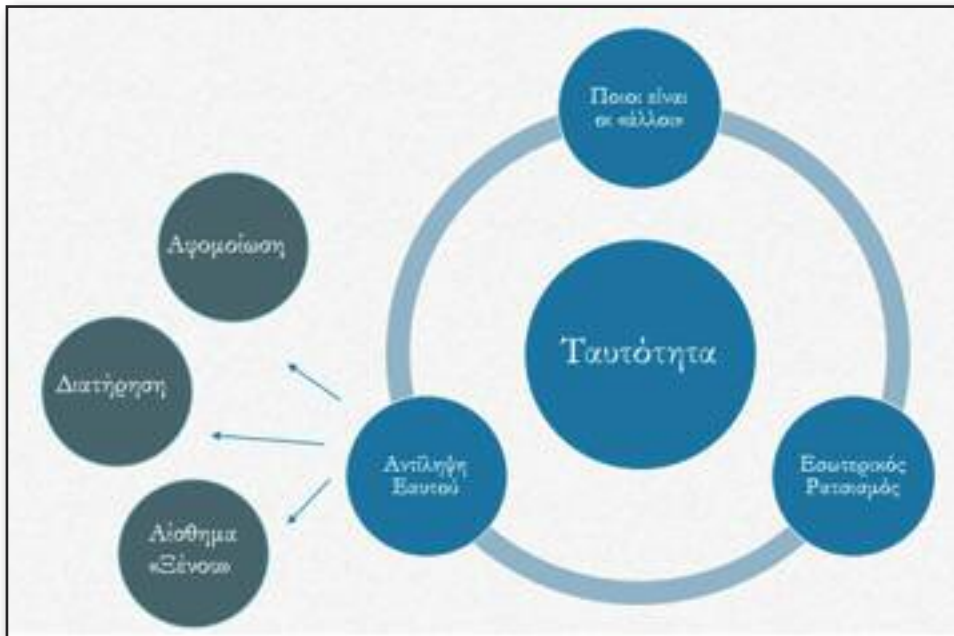 Ποιοι είναι
οι «άλλοι»
Αφομοίωση
Ταυτότητα
Διατήρηση
Αντίληψη
Εαυτού
Εσωτερικός
Ρατσισμός
Αίσθημα
«Ξένου»